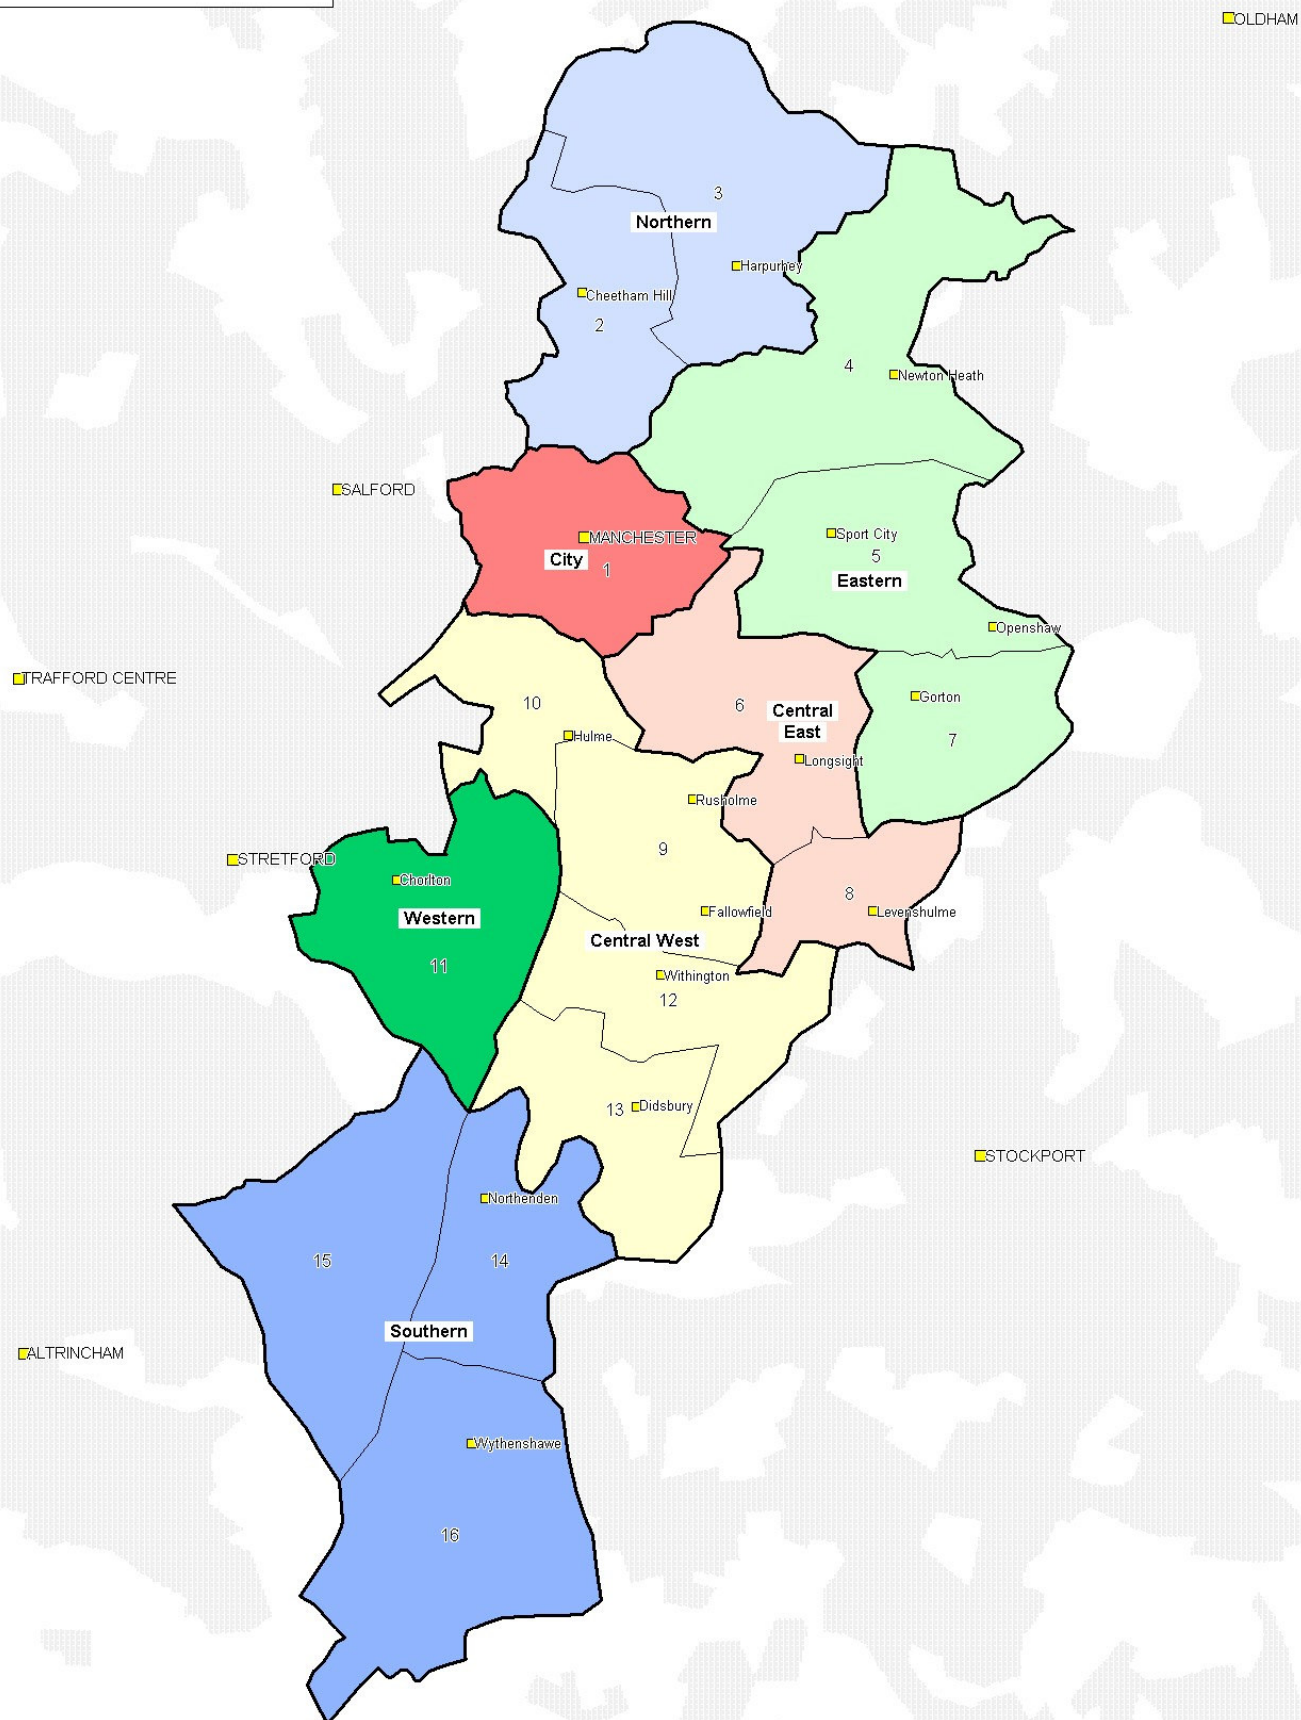 OLDHAM
3
Northern
Harpurhey
Cheetham Hill
2
4
Newton Heath
SALFORD
Sport City
MANCHESTER
City
1
5
Eastern
Openshaw
TRAFFORD CENTRE
Gorton
10
6
Central
East
Hulme
7
Longsight
Rusholme
9
STRETFORD
Chorlton
8
Western
Fallowfield
Levenshulme
Central West
11
Withington
12
13
Didsbury
STOCKPORT
Northenden
15
14
Southern
ALTRINCHAM
Wythenshawe
16